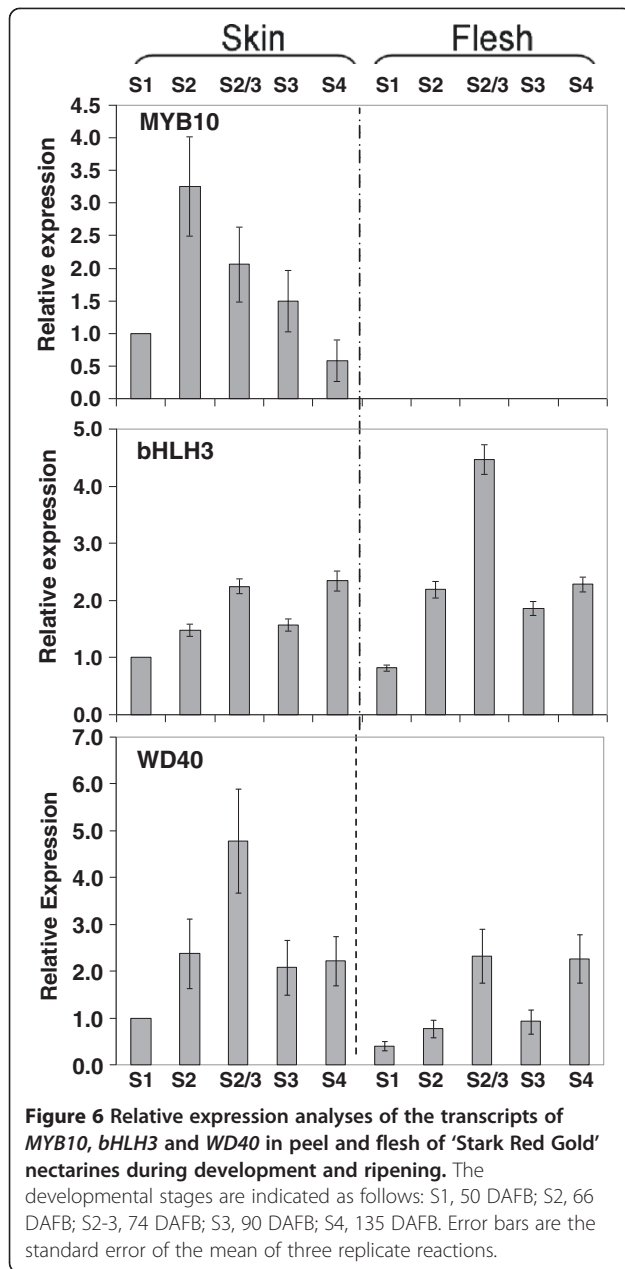 Skin Flesh
S1 S2 S2/3 S3 S4 S1 S2 S2/3 S3 S4
MYB10
Relative expression
4.5
4.0
3.5
3.0
2.5
2.0
1.5
1.0
0.5
0.0
bHLH3
Relative expression
5.0
4.0
3.0
2.0
1.0
0.0
WD40
Relative Expression
7.0
6.0
5.0
4.0
3.0
2.0
1.0
0.0
S1 S2 S2/3 S3 S4 S1 S2 S2/3 S3 S4
Figure 6 Relative expression analyses of the transcripts of
MYB10, bHLH3 and WD40 in peel and flesh of ‘Stark Red Gold’
nectarines during development and ripening. The
developmental stages are indicated as follows: S1, 50 DAFB; S2, 66
DAFB; S2-3, 74 DAFB; S3, 90 DAFB; S4, 135 DAFB. Error bars are the
standard error of the mean of three replicate reactions.